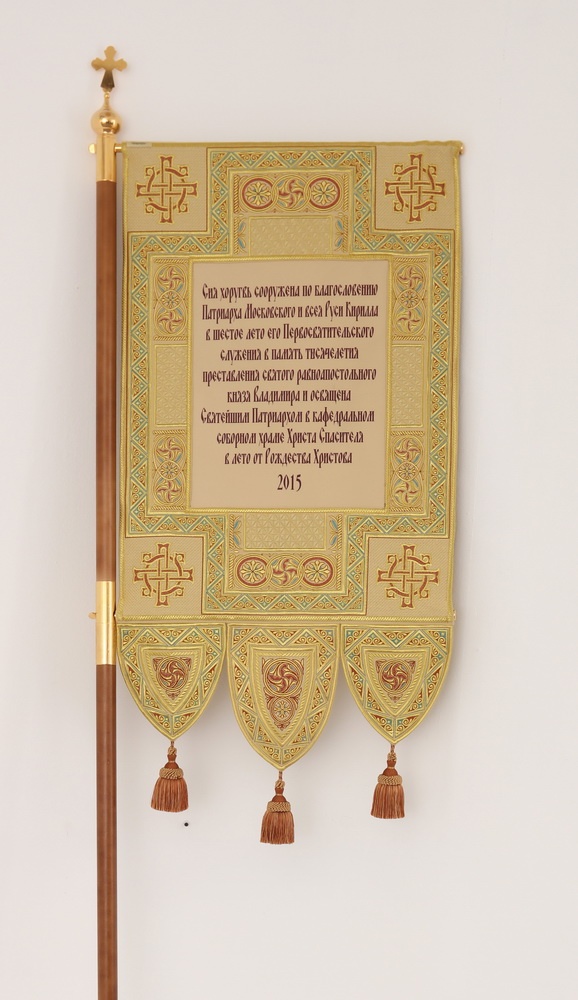 Сия хоругвь сооружена по благословению
Патриарха Московского и всея Руси Кирилла
в шестое лето его Первосвятительского
служения в память тысячелетия
преставления святого равноапостольного
князя Владимира и освящена
Святейшим Патриархом в кафедральном
соборном храме Христа Спасителя
в лето от Рождества Христова
2015